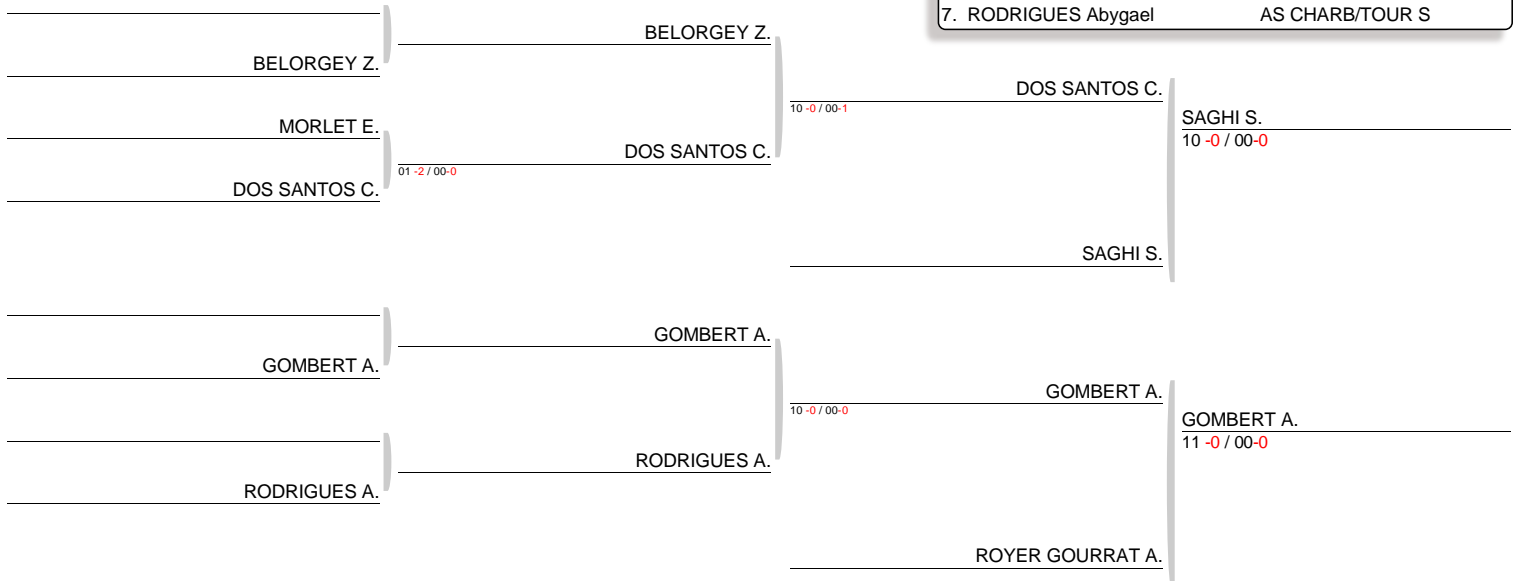 7. RODRIGUES Abygael AS CHARB/TOUR S
BELORGEY Z.
BELORGEY Z.
MORLET E.
DOS SANTOS C.
01 -2 / 00-0
DOS SANTOS C.
DOS SANTOS C.
10 -0 / 00-1
SAGHI S.
10 -0 / 00-0
SAGHI S.
GOMBERT A.
GOMBERT A.
RODRIGUES A.
RODRIGUES A.
GOMBERT A.
10 -0 / 00-0
GOMBERT A.
11 -0 / 00-0
ROYER GOURRAT A.